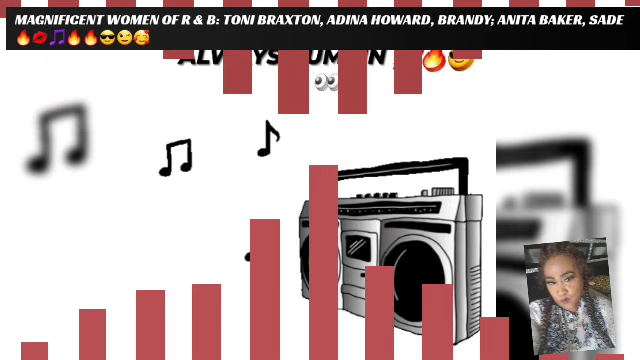 MAGNIFICENT WOMEN OF R & B: TONI BRAXTON, ADINA HOWARD, BRANDY; ANITA BAKER, SADE
🔥💋🎵🔥🔥😎😉🥰